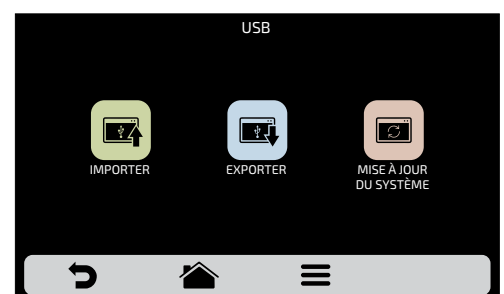 USB
IMPORTER
EXPORTER
MISE À JOUR
DU SYSTÈME